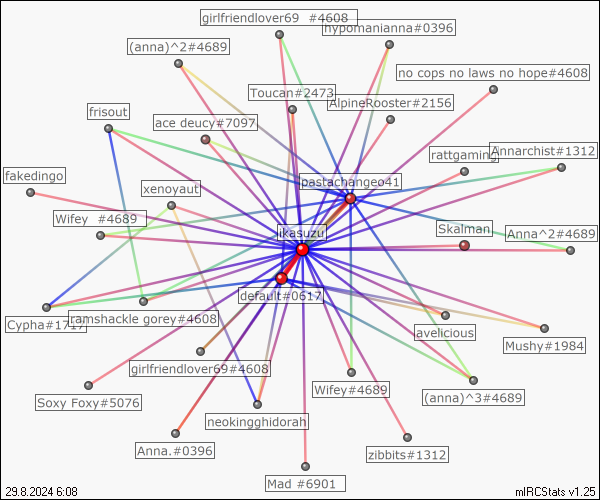 girlfriendlover69 #4608
hypomanianna#0396
(anna)^2#4689
no cops no laws no hope#4608
Toucan#2473
AlpineRooster#2156
frisout
ace deucy#7097
rattgaming
Annarchist#1312
fakedingo
xenoyaut
pastachangeo41
Wifey #4689
ikasuzu
Skalman
Anna^2#4689
default#0617
Cypha#1717
ramshackle gorey#4608
avelicious
Mushy#1984
girlfriendlover69#4608
Wifey#4689
(anna)^3#4689
Soxy Foxy#5076
neokingghidorah
Anna.#0396
zibbits#1312
Mad #6901
29.8.2024 6:08
mIRCStats v1.25